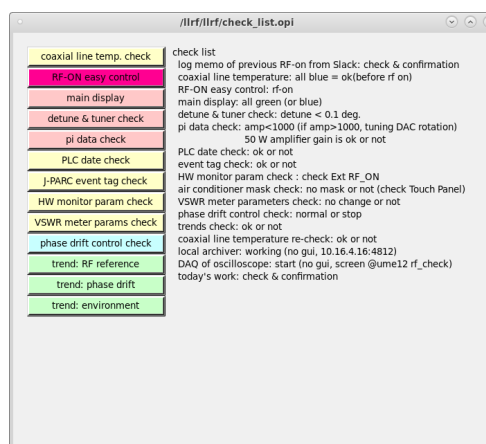 /llrf/llrf/check_list.opi
coaxial line temp. check
RF-ON easy control
main display
detune & tuner check
pi data check
PLC date check
J-PARC event tag check
HW monitor param check
VSWR meter params check
phase drift control check
trend: RF reference
trend: phase drift
trend: environment
check list
log memo of previous RF-on from Slack: check & confirmation
coaxial line temperature: all blue = ok(before rf on)
RF-ON easy control: rf-on
main display: all green (or blue)
detune & tuner check: detune < 0.1 deg.
pi data check: amp<1000 (if amp>1000, tuning DAC rotation)
50 W amplifier gain is ok or not
PLC date check: ok or not
event tag check: ok or not
HW monitor param check : check Ext RF_ON
air conditioner mask check: no mask or not (check Touch Panel)
VSWR meter parameters check: no change or not
phase drift control check: normal or stop
trends check: ok or not
coaxial line temperature re-check: ok or not
local archiver: working (no gui, 10.16.4.16:4812)
DAQ of oscilloscope: start (no gui, screen @ume12 rf_check)
today's work: check & confirmation